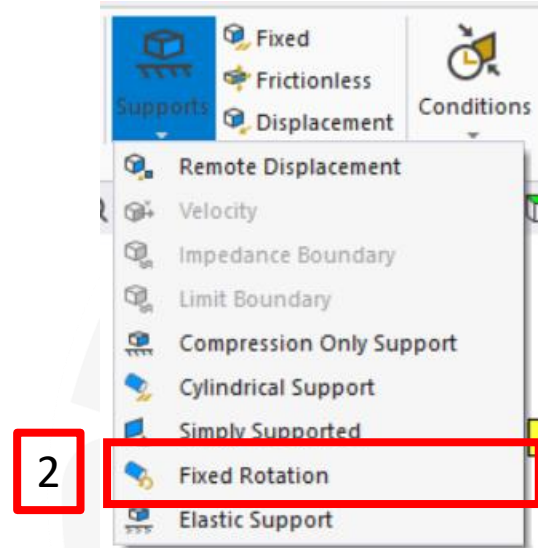 Fixed
Frictionless
Supports
Displacement
Conditions
Remote Displacement
Velocity
Impedance Boundary
Limit Boundary
Compression Only Support
Cylindrical Support
Simply Supported
2
Fixed Rotation
Elastic Support